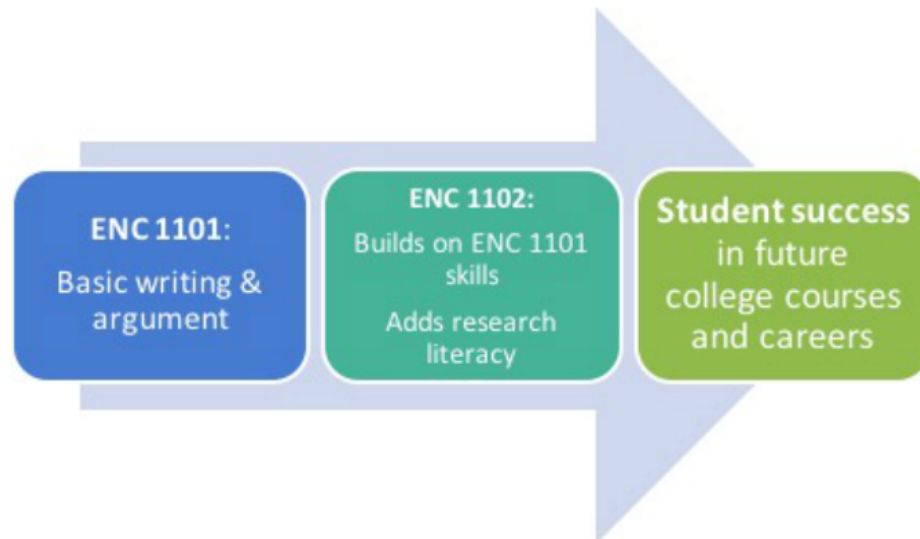 ENC 1101:
Basic writing &
argument
ENC 1102:
Builds on ENC 1101
skills
Adds research
literacy
Student success
in future
college courses
and careers